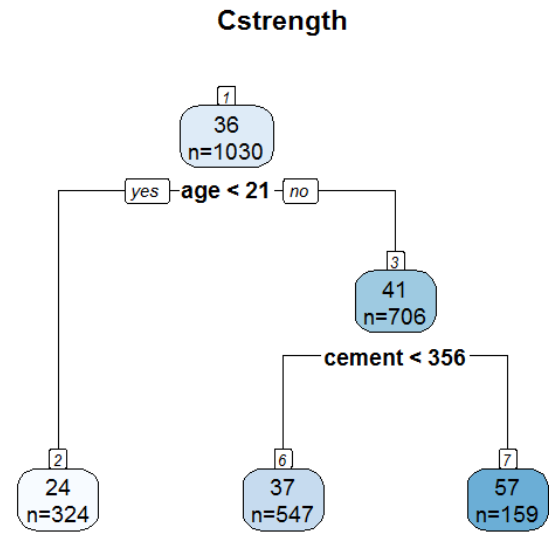 Cstrength
1
36
n=1030
yes age < 21 no
3
41
n=706
cement < 356
2
24
n=324
6
37
n=547
7
57
n=159